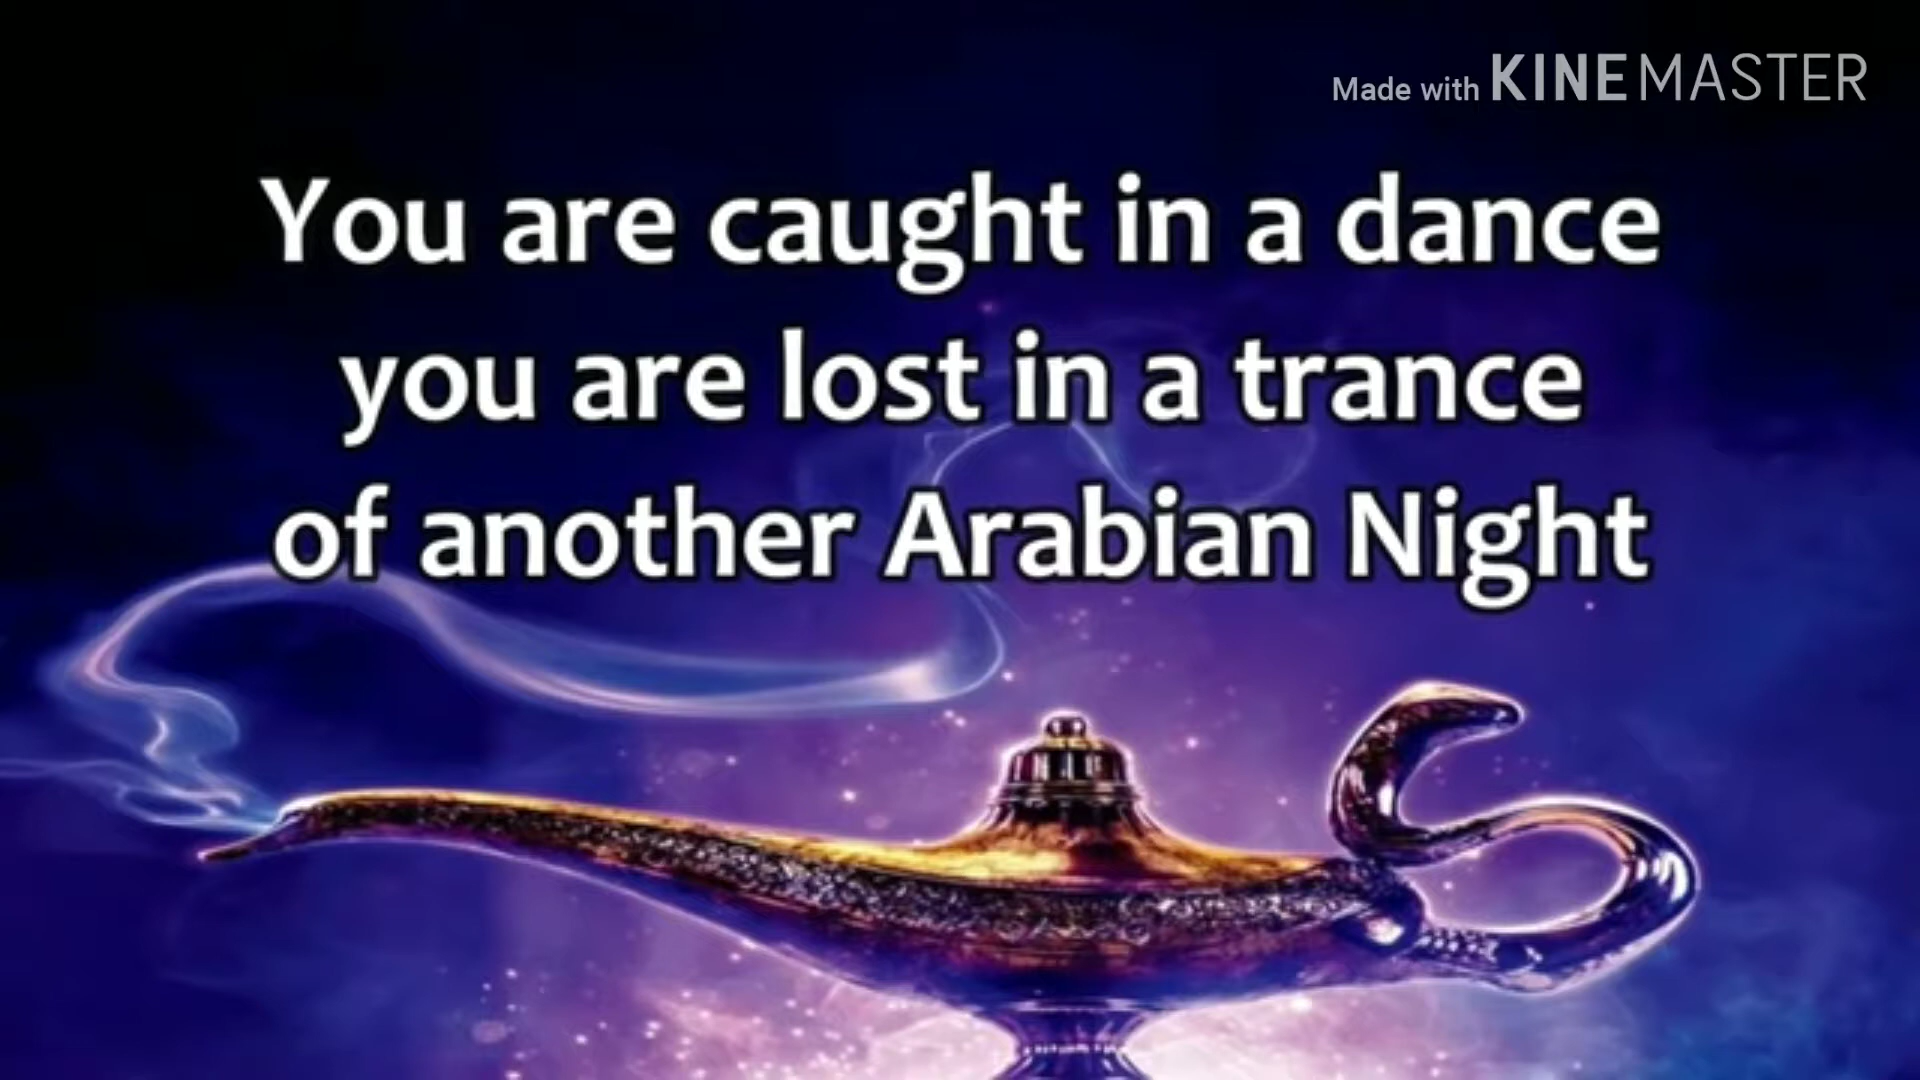 Made with KINEMASTER
You are caught in a dance
you are lost in a trance
of another Arabian Night